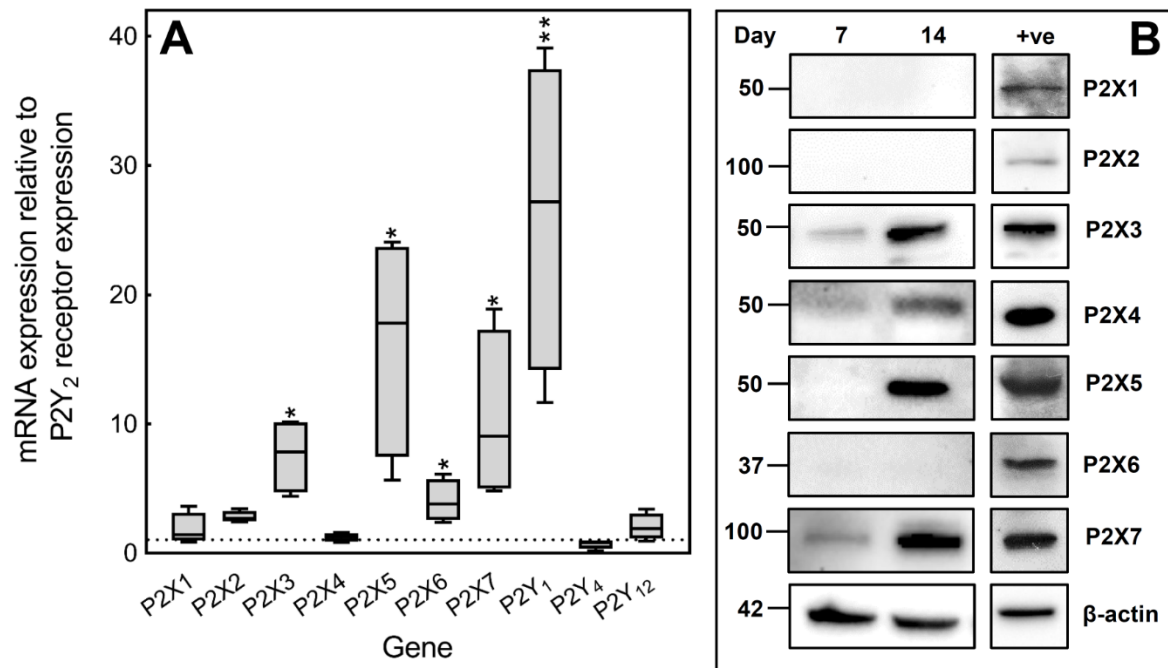 A
mRNA expression relative to
P2Y₂ receptor expression
40
30
20
10
0
*
*
*
*
**
P2X1
P2X2
P2X3
P2X4
P2X5
P2X6
P2X7
P2Y₁
P2Y₄
P2Y₁₂
Gene
B
Day 7 14 +ve
50 P2X1
100 P2X2
50 P2X3
50 P2X4
50 P2X5
37 P2X6
100 P2X7
42 β-actin